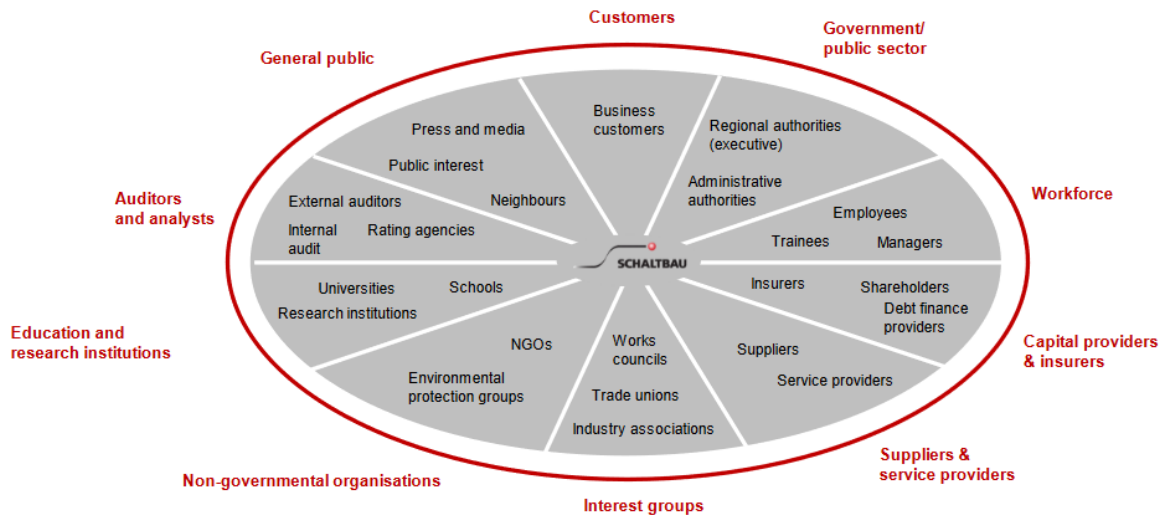 Customers
Government/
public sector
General public
Business
customers
Press and media
Regional authorities
(executive)
Public interest
Administrative
authorities
Auditors
and analysts
External auditors
Neighbours
Workforce
Employees
Internal
audit
Rating agencies
Trainees
Managers
SCHALTBAU
Universities
Schools
Insurers
Shareholders
Research institutions
Debt finance
providers
Education and
research institutions
NGOs
Works
councils
Suppliers
Capital providers
& insurers
Environmental
protection groups
Service providers
Trade unions
Industry associations
Suppliers &
service providers
Non-governmental organisations
Interest groups